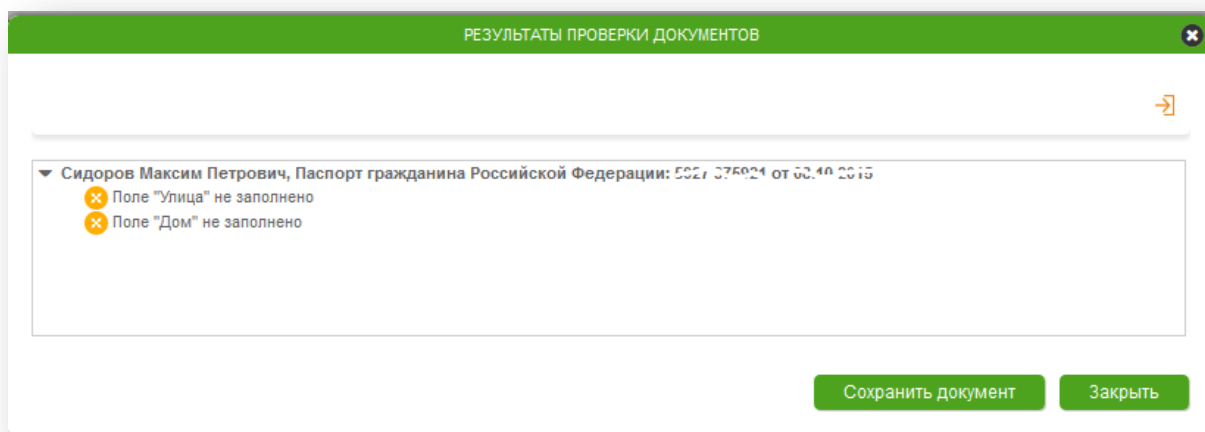 РЕЗУЛЬТАТЫ ПРОВЕРКИ ДОКУМЕНТОВ
Сидоров Максим Петрович, Паспорт гражданина Российской Федерации: от
Поле "Улица" не заполнено
Поле "Дом" не заполнено
Сохранить документ Закрыть